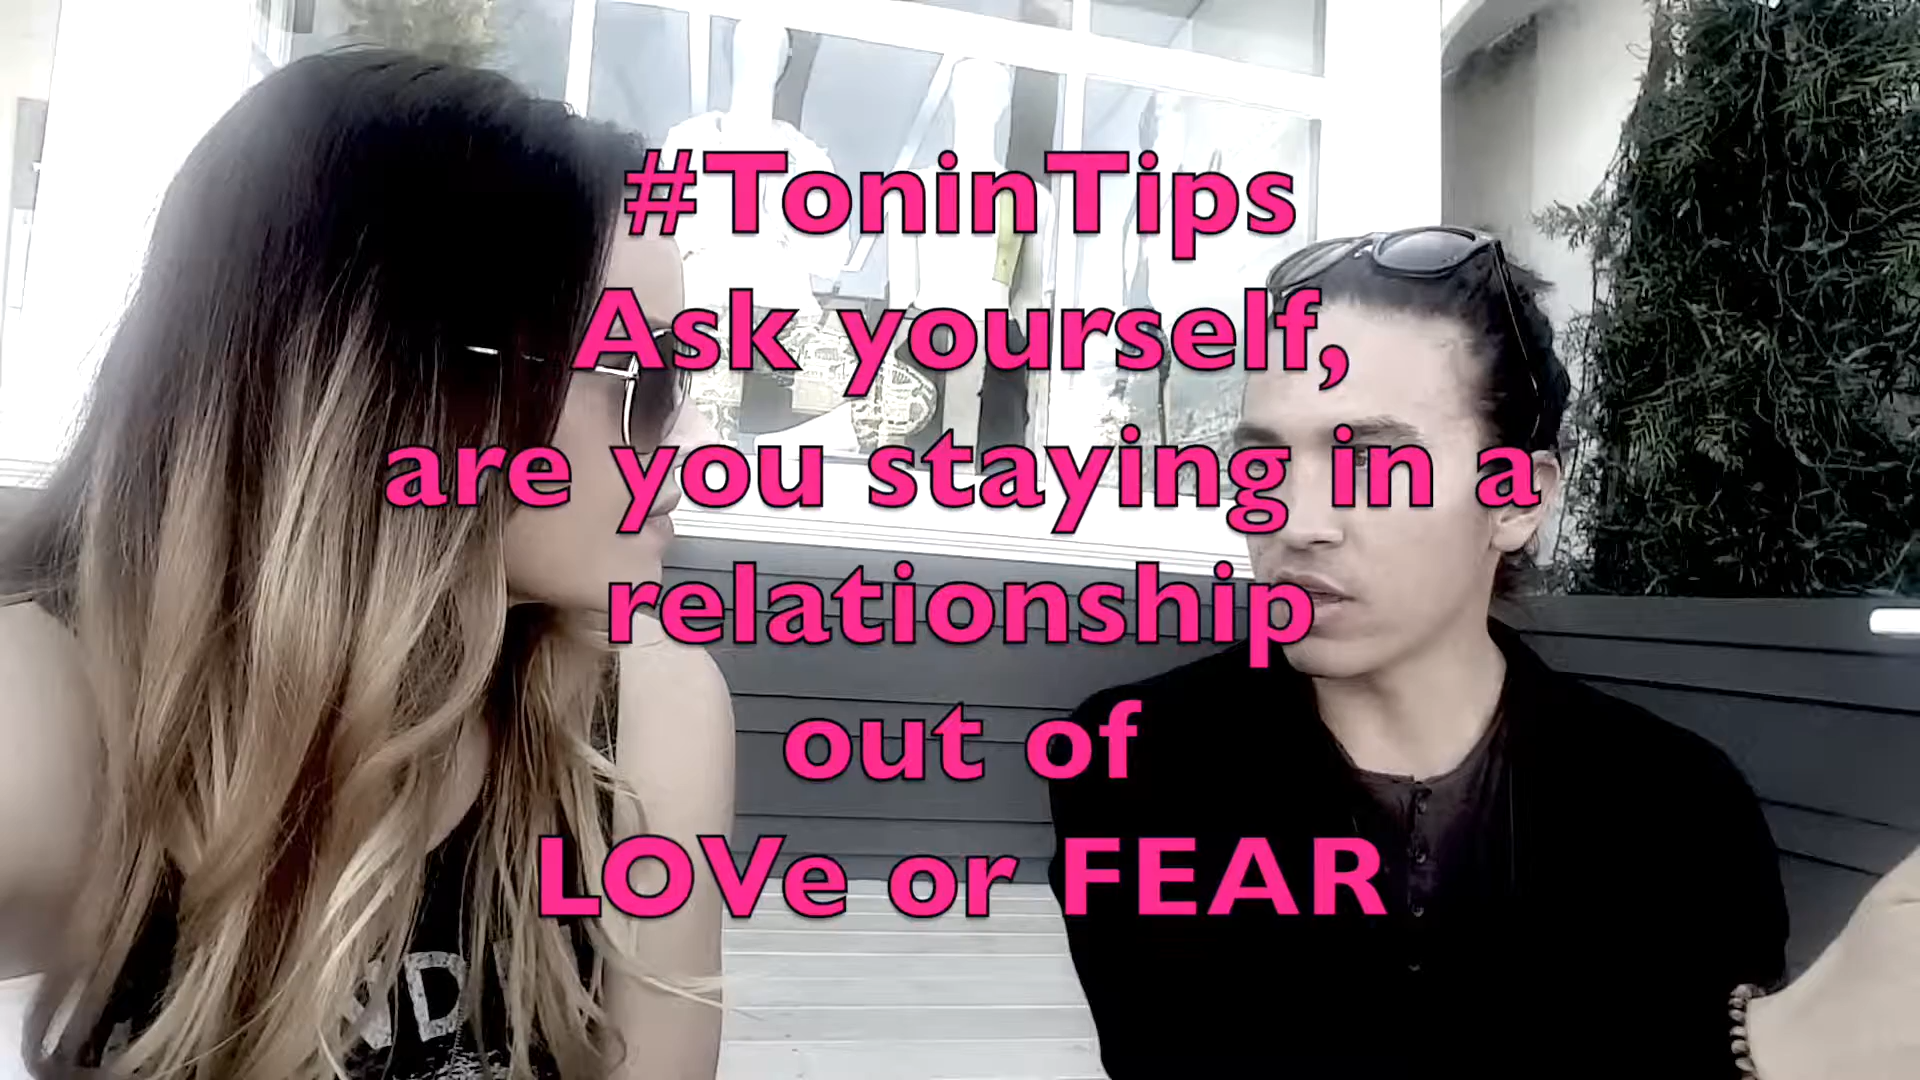 #ToninTips
Ask yourself,
are you staying in a
relationship
out of
LOVe or FEAR